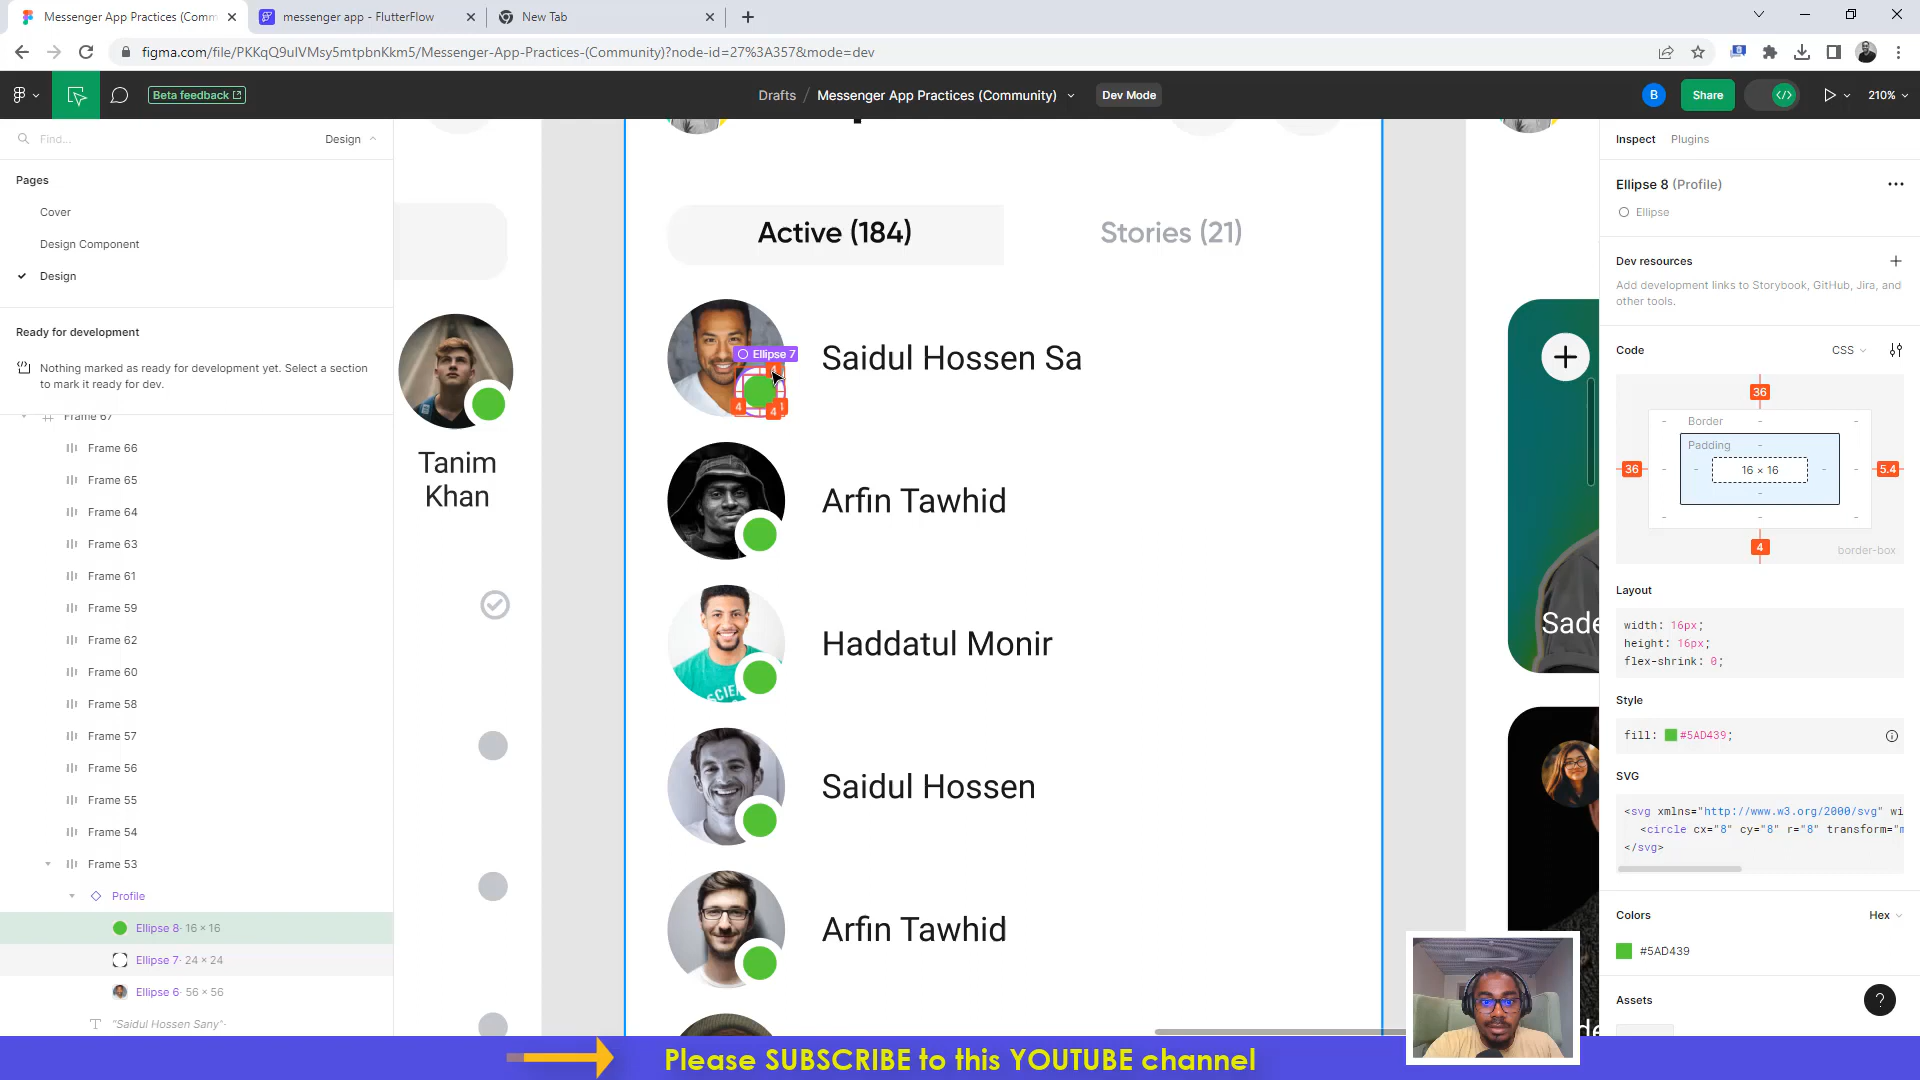 Messenger App Practices (Comm
messenger app - FlutterFlow
New Tab
figma.com/file/PKKqQ9ulVMsy5mtpbnKkm5/Messenger-App-Practices-(Community)?node-id=27%3A357&mode=dev
Beta feedback
Drafts / Messenger App Practices (Community)
Dev Mode
B
Share
210%
Find...
Design
Pages
Cover
Design Component
Design
Ready for development
Nothing marked as ready for development yet. Select a section
to mark it ready for dev.
Frame 67
Frame 66
Frame 65
Frame 64
Frame 63
Frame 61
Frame 59
Frame 62
Frame 60
Frame 58
Frame 57
Frame 56
Frame 55
Frame 54
Frame 53
Profile
Ellipse 8 · 16 × 16
Ellipse 7 · 24 × 24
Ellipse 6 · 56 × 56
"Saidul Hossen Sany" ·
Tanim
Khan
Active (184)
Stories (21)
Ellipse 7
4
4
4
Saidul Hossen Sa
Arfin Tawhid
SCIEN
Haddatul Monir
Saidul Hossen
Arfin Tawhid
Sade
Inspect
Plugins
Ellipse 8 (Profile)
Ellipse
Dev resources
Add development links to Storybook, GitHub, Jira, and
other tools.
Code
CSS
36
Border
Padding
36
16 × 16
5.4
4
border-box
Layout
width: 16px;
height: 16px;
flex-shrink: 0;
Style
fill: #5AD439;
SVG
<svg xmlns="http://www.w3.org/2000/svg" wi
<circle cx="8" cy="8" r="8" transform="m
</svg>
Colors
Hex
#5AD439
Assets
?
Please SUBSCRIBE to this YOUTUBE channel